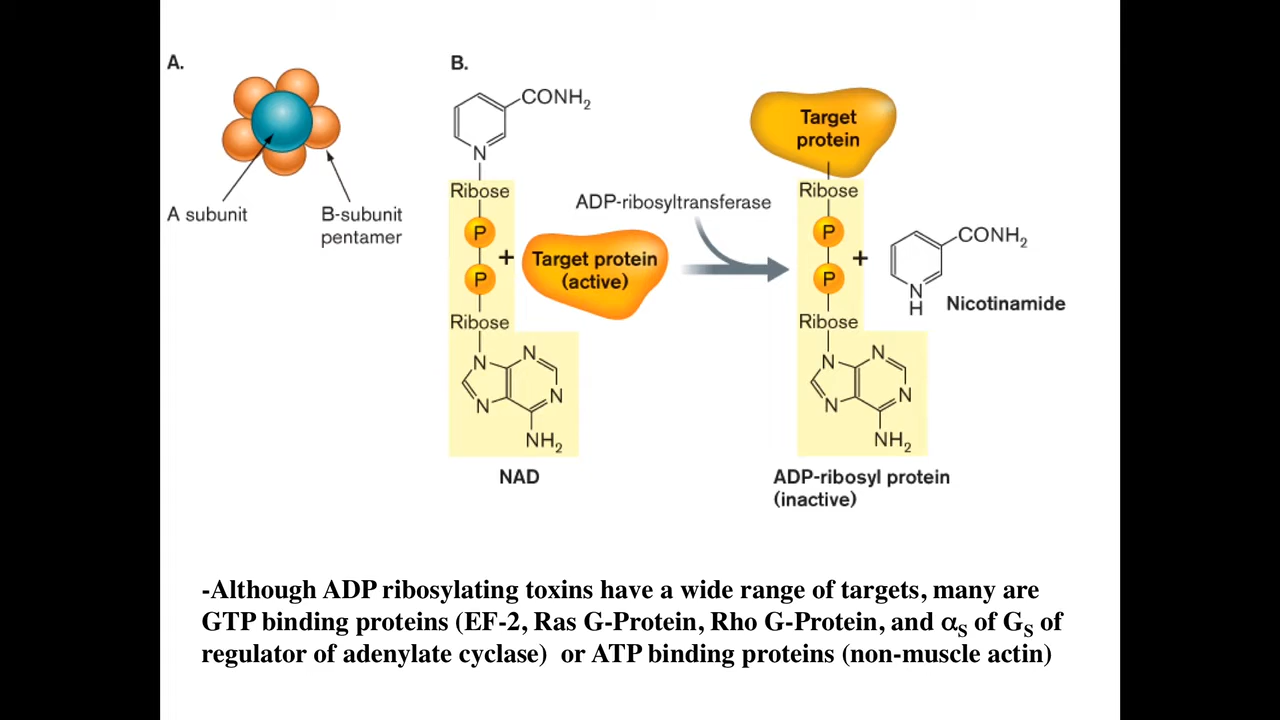 A.
A subunit
B-subunit
pentamer
B.
CONH₂
N
Ribose
P
P
Ribose
N
N
N
N
NH₂
NAD
+
Target protein
(active)
ADP-ribosyltransferase
Target
protein
Ribose
P
P
Ribose
N
N
N
N
NH₂
ADP-ribosyl protein
(inactive)
+
CONH₂
N
H
Nicotinamide
-Although ADP ribosylating toxins have a wide range of targets, many are
GTP binding proteins (EF-2, Ras G-Protein, Rho G-Protein, and αS of GS of
regulator of adenylate cyclase)  or ATP binding proteins (non-muscle actin)